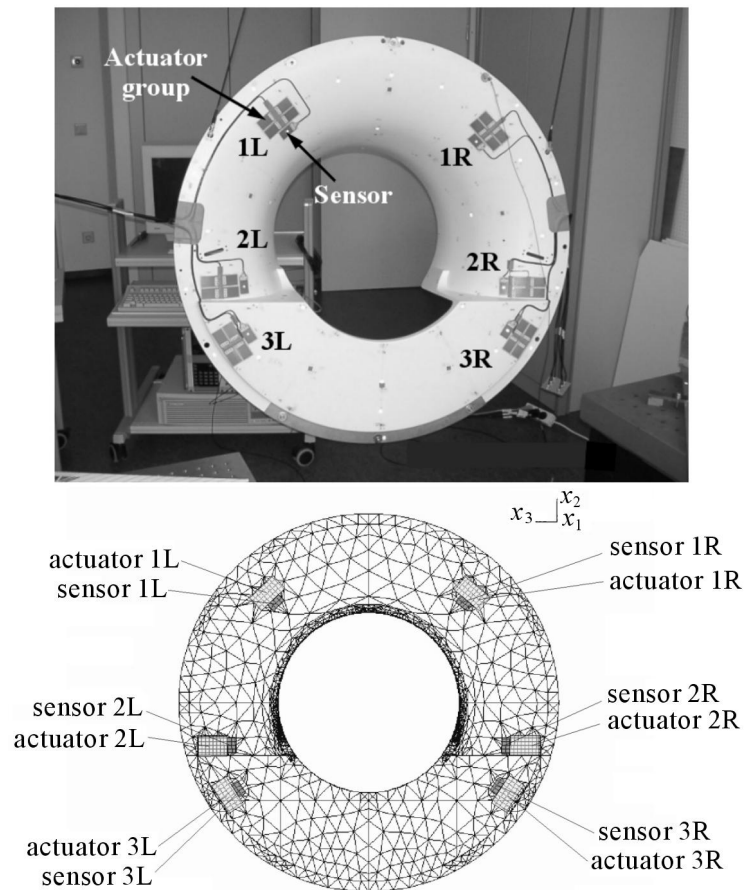 Actuator
group
1L
1R
Sensor
2L
2R
3L
3R
x₂
x₃
x₁
actuator 1L
sensor 1L
sensor 1R
actuator 1R
sensor 2L
actuator 2L
sensor 2R
actuator 2R
actuator 3L
sensor 3L
sensor 3R
actuator 3R